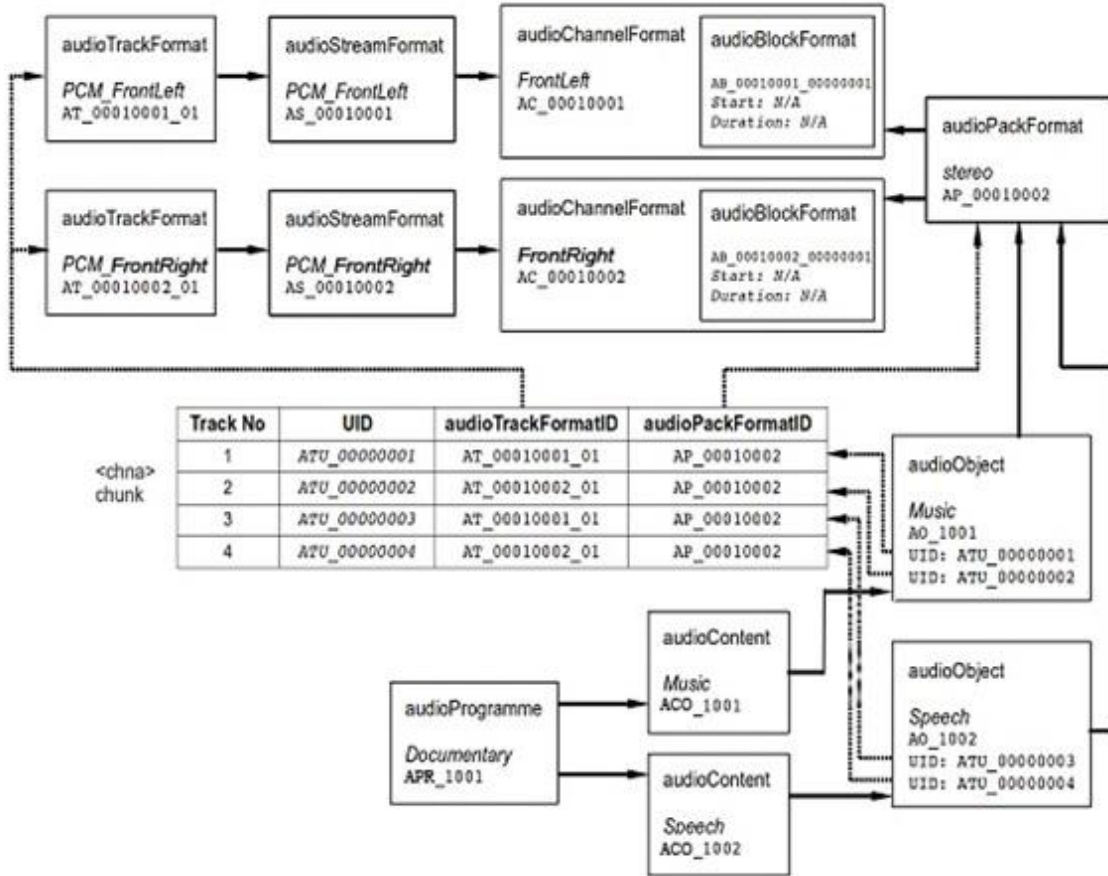 audioTrackFormat
PCM_FrontLeft
AT_00010001_01
audioStreamFormat
PCM_FrontLeft
AS_00010001
audioChannelFormat
FrontLeft
AC_00010001
audioBlockFormat
AB_00010001_00000001
Start: N/A
Duration: N/A
audioPackFormat
stereo
AP_00010002
audioTrackFormat
PCM_FrontRight
AT_00010002_01
audioStreamFormat
PCM_FrontRight
AS_00010002
audioChannelFormat
FrontRight
AC_00010002
audioBlockFormat
AB_00010002_00000001
Start: N/A
Duration: N/A
<chna>
chunk
Track No UID audioTrackFormatID audioPackFormatID
1 ATU_00000001 AT_00010001_01 AP_00010002
2 ATU_00000002 AT_00010002_01 AP_00010002
3 ATU_00000003 AT_00010001_01 AP_00010002
4 ATU_00000004 AT_00010002_01 AP_00010002
audioObject
Music
AO_1001
UID: ATU_00000001
UID: ATU_00000002
audioProgramme
Documentary
APR_1001
audioContent
Music
ACO_1001
audioContent
Speech
ACO_1002
audioObject
Speech
AO_1002
UID: ATU_00000003
UID: ATU_00000004